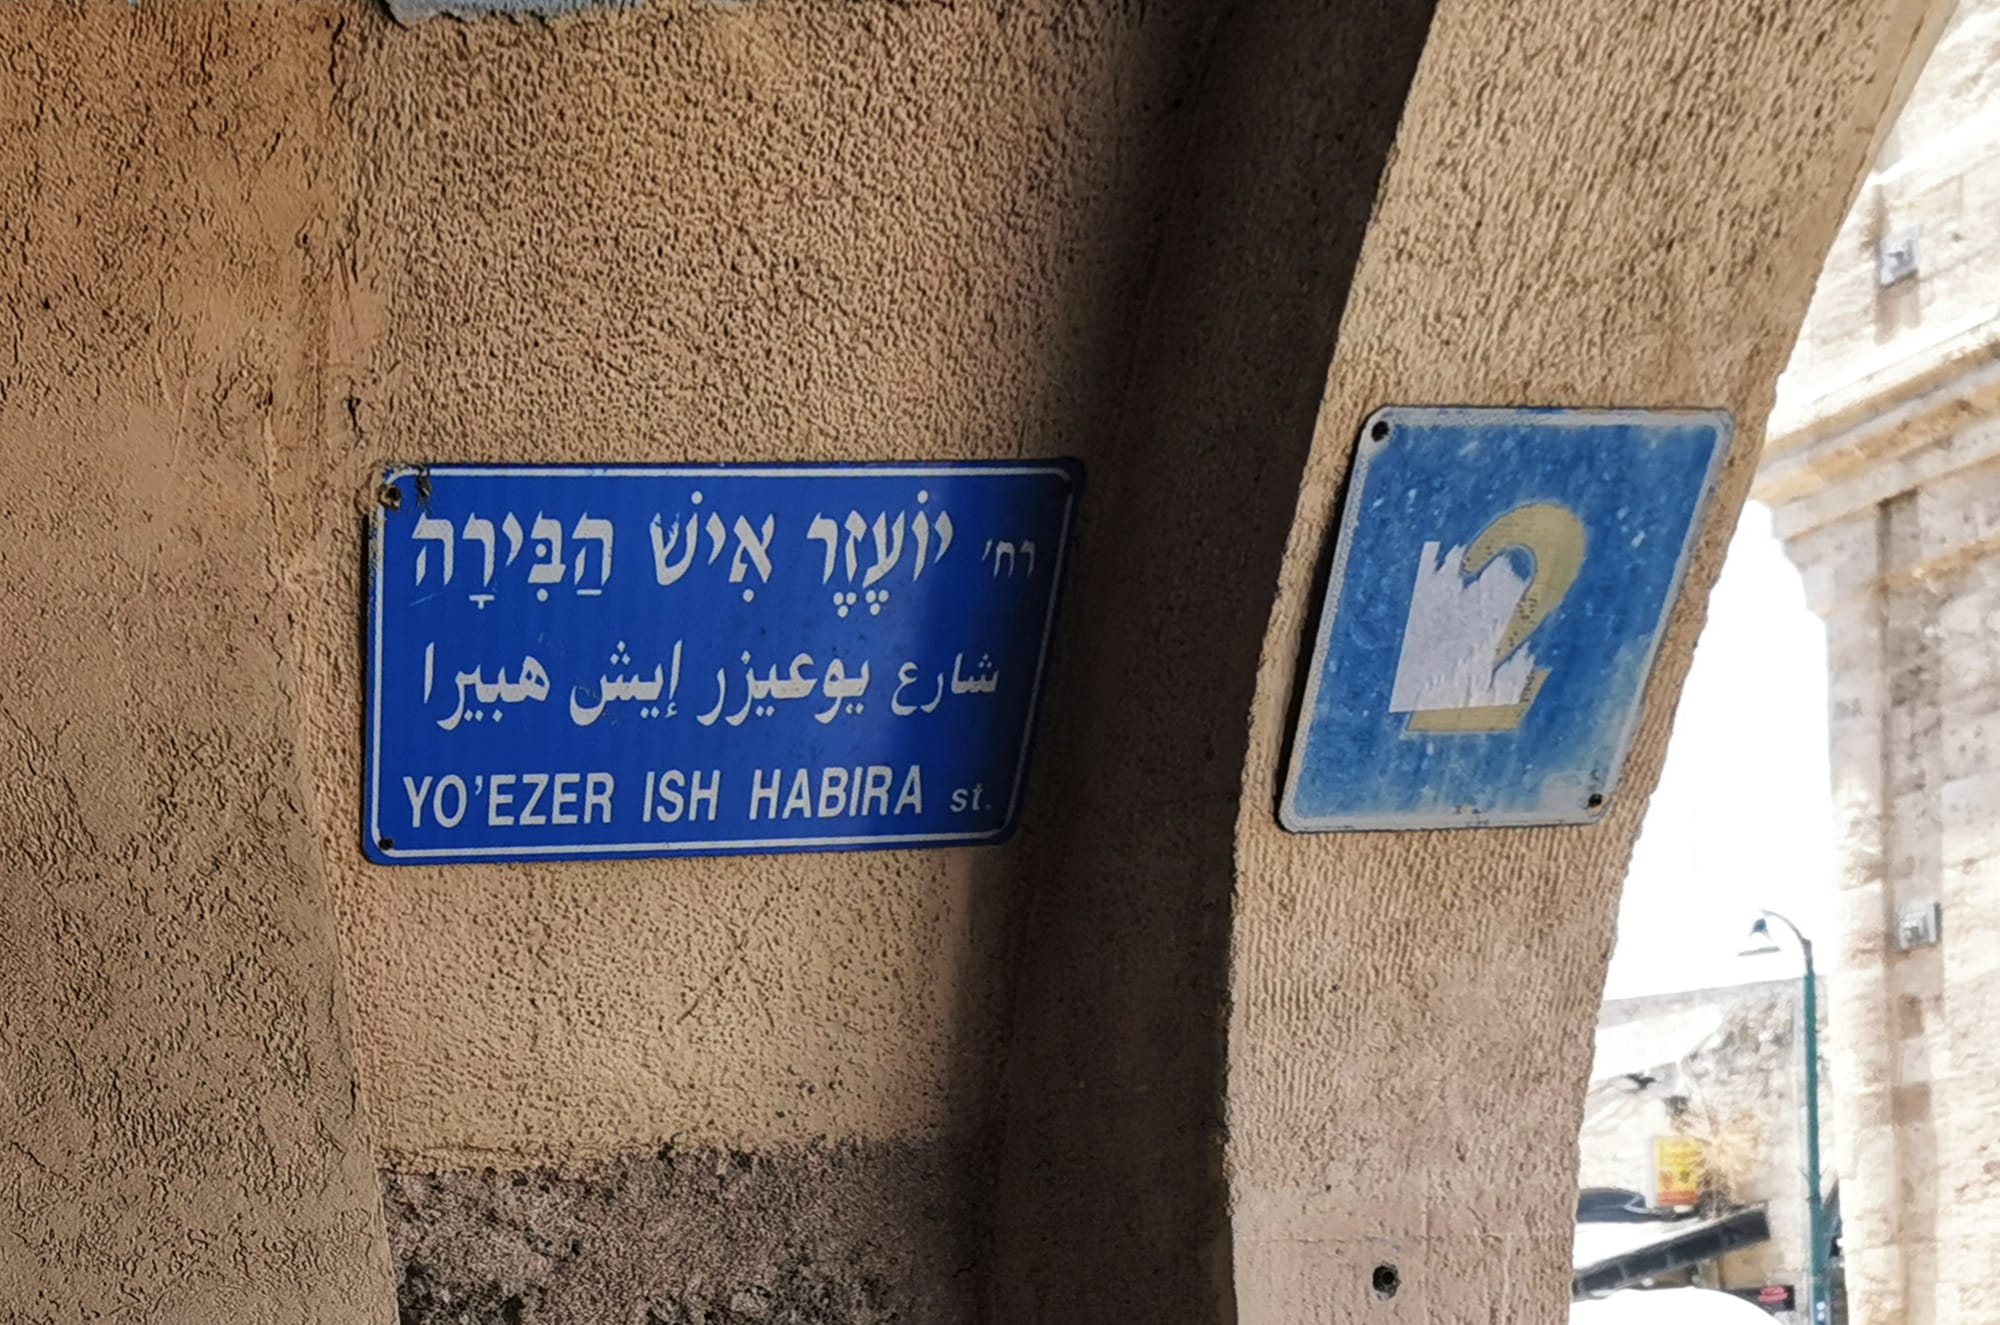 רח' יוֹעֶזֶר אִישׁ הַבִּירָה
شارع يوعيزر إيش هبيرا
YO'EZER ISH HABIRA st.
2